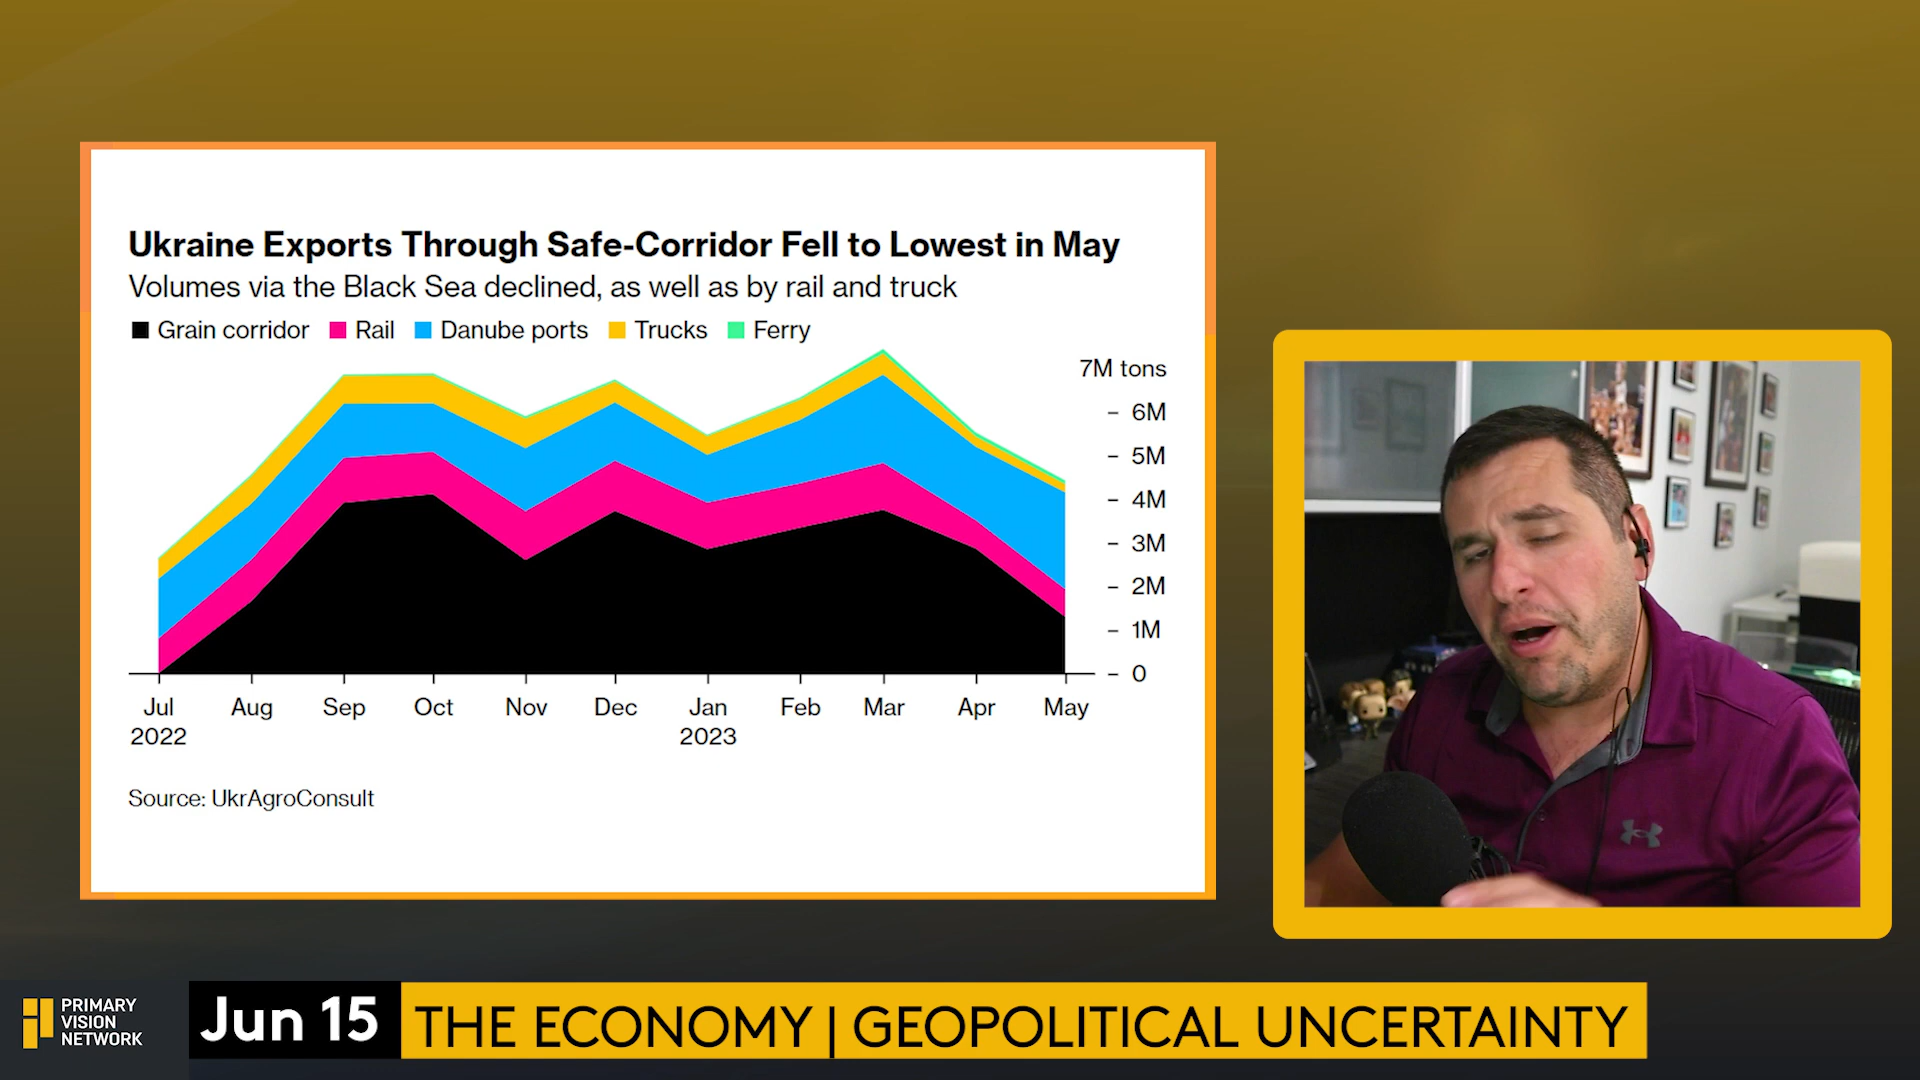 Ukraine Exports Through Safe-Corridor Fell to Lowest in May
Volumes via the Black Sea declined, as well as by rail and truck
Grain corridor Rail Danube ports Trucks Ferry
7M tons
6M
5M
4M
3M
2M
1M
0
Jul Aug Sep Oct Nov Dec Jan Feb Mar Apr May
2022 2023
Source: UkrAgroConsult
PRIMARY
VISION
NETWORK
Jun 15
THE ECONOMY | GEOPOLITICAL UNCERTAINTY